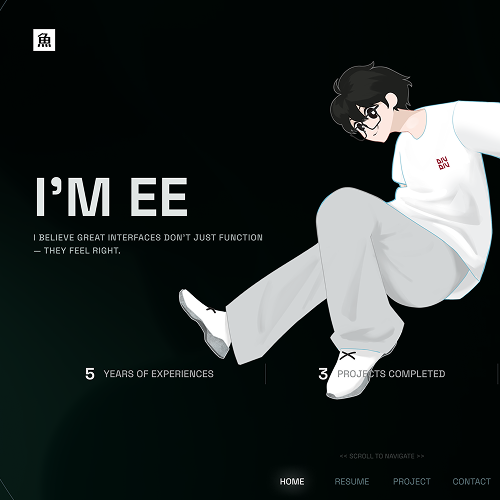 魚
I'M EE
I BELIEVE GREAT INTERFACES DON'T JUST FUNCTION
— THEY FEEL RIGHT.
5 YEARS OF EXPERIENCES
3 PROJECTS COMPLETED
<< SCROLL TO NAVIGATE >>
HOME RESUME PROJECT CONTACT